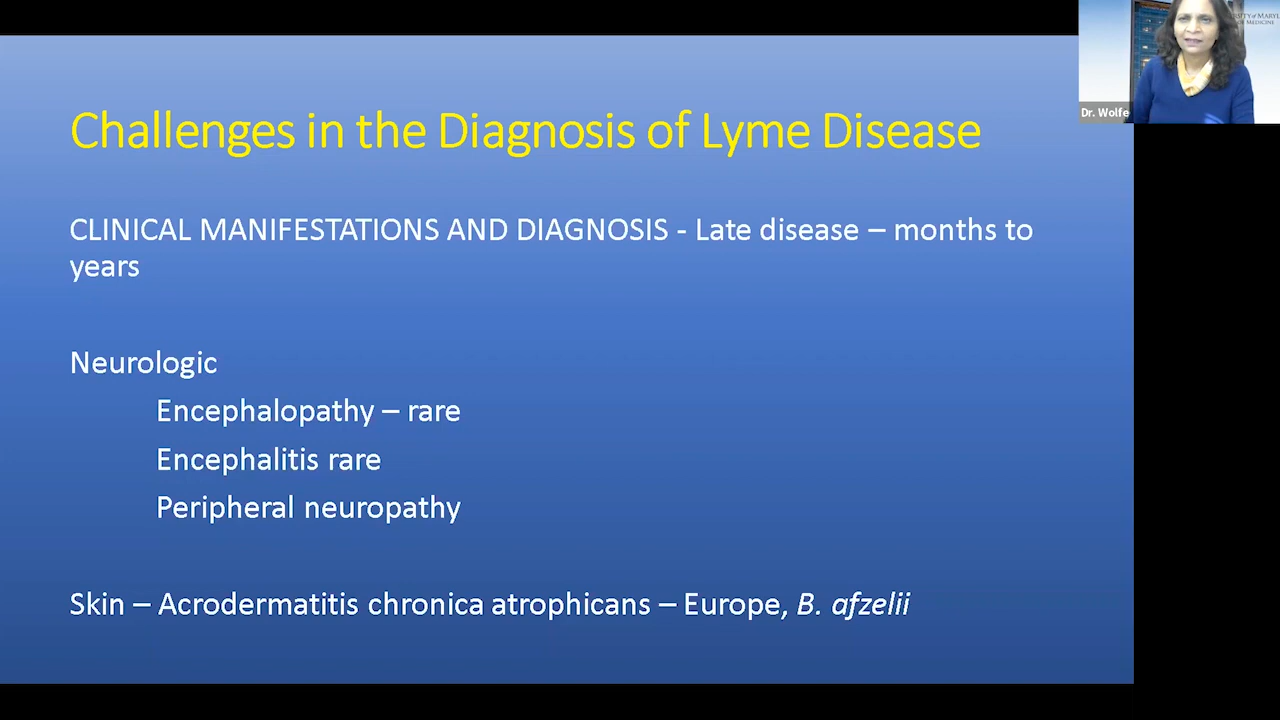 Challenges in the Diagnosis of Lyme Disease
CLINICAL MANIFESTATIONS AND DIAGNOSIS - Late disease – months to
years
Neurologic
Encephalopathy – rare
Encephalitis rare
Peripheral neuropathy
Skin – Acrodermatitis chronica atrophicans – Europe, B. afzelii
Dr. Wolfe